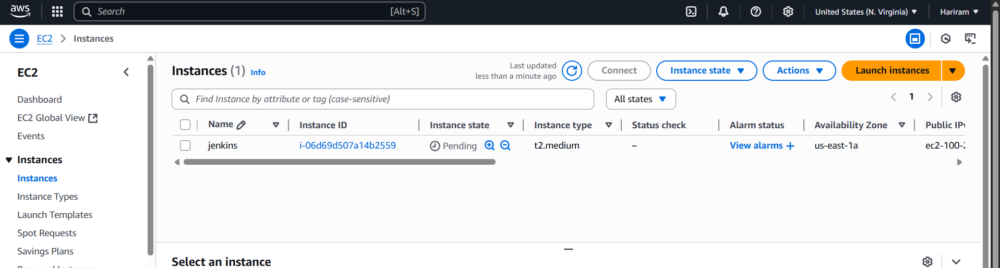 aws
Search [Alt+S]
United States (N. Virginia)
Hariram
EC2 Instances
EC2
Dashboard
EC2 Global View
Events
Instances
Instances
Instance Types
Launch Templates
Spot Requests
Savings Plans
Instances (1) Info
Last updated
less than a minute ago
Connect
Instance state
Actions
Launch instances
Find Instance by attribute or tag (case-sensitive)
All states
1
Name Instance ID Instance state Instance type Status check Alarm status Availability Zone Public IPv
jenkins i-06d69d507a14b2559 Pending t2.medium – View alarms + us-east-1a ec2-100-2
Select an instance